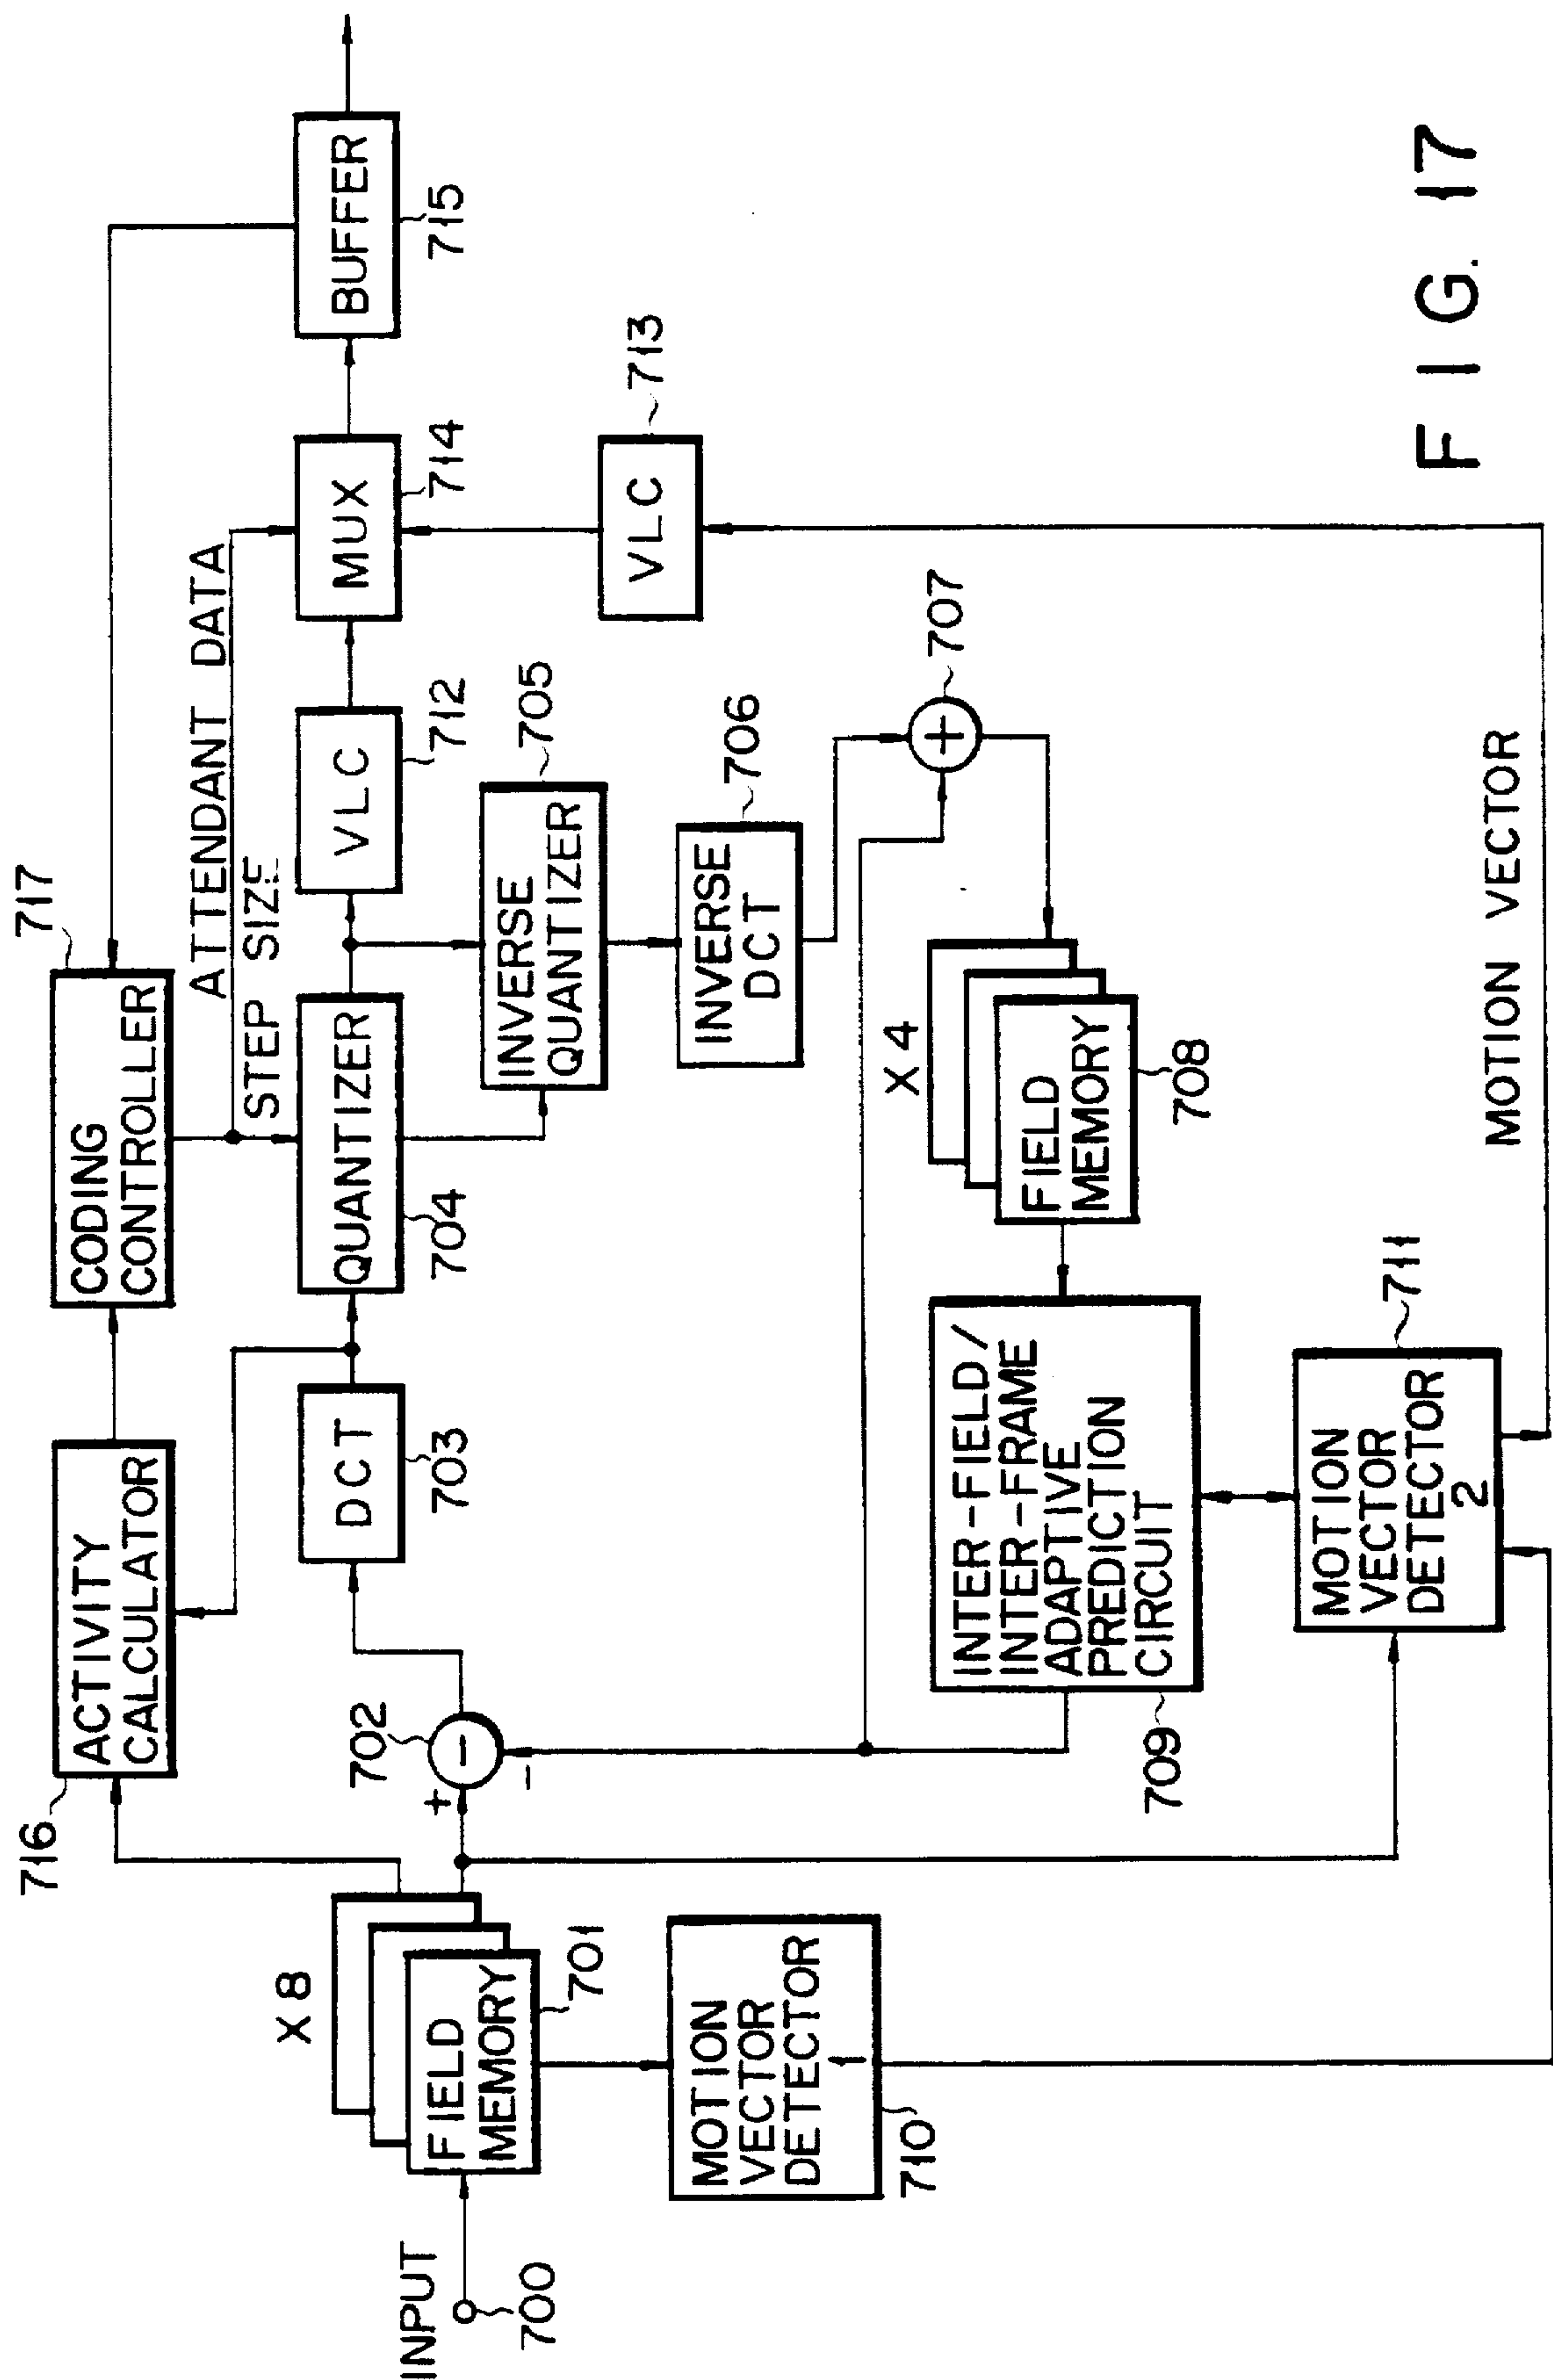 716
ACTIVITY
CALCULATOR
717
CODING
CONTROLLER
ATTENDANT DATA
STEP SIZE
INPUT
700
X 8
FIELD
MEMORY
701
702
+
-
-
DCT
703
QUANTIZER
704
VLC
712
MUX
714
BUFFER
715
INVERSE
QUANTIZER
705
INVERSE
DCT
706
VLC
713
+
707
MOTION
VECTOR
DETECTOR
1
710
INTER-FIELD/
INTER-FRAME
ADAPTIVE
PREDICTION
CIRCUIT
709
X 4
FIELD
MEMORY
708
MOTION
VECTOR
DETECTOR
2
711
MOTION VECTOR
FIG. 17